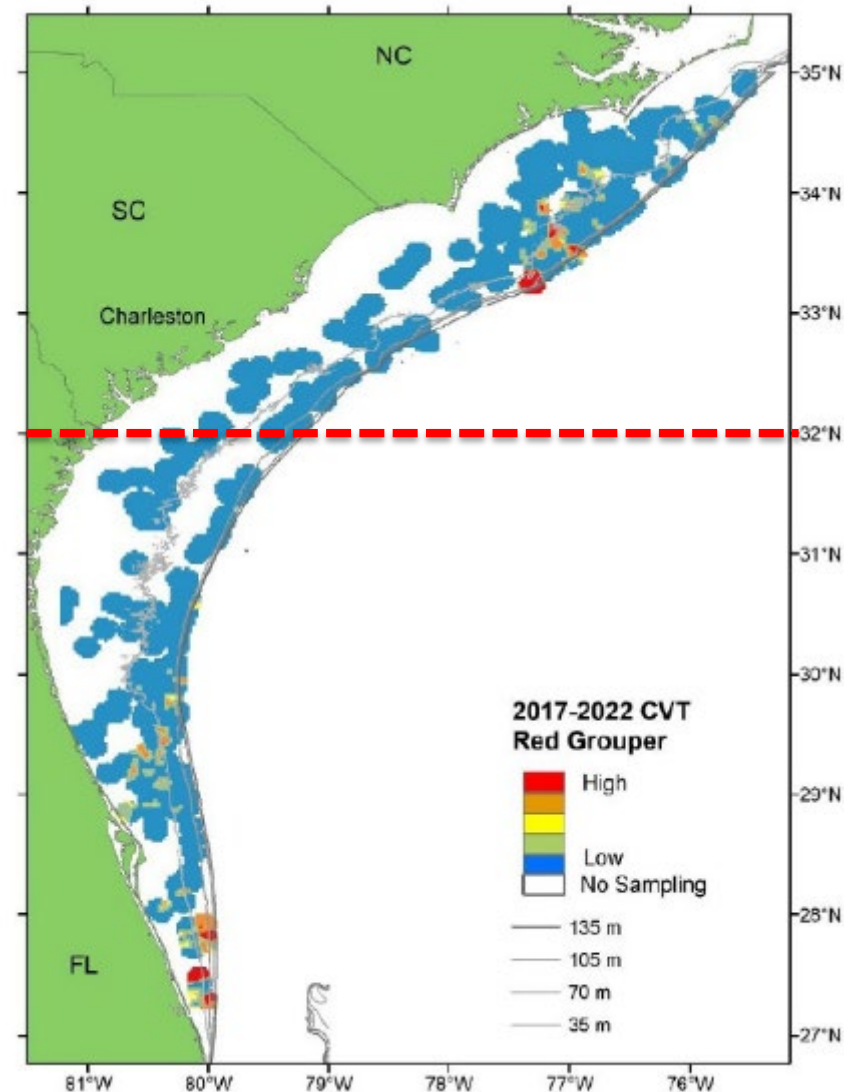 NC
SC
Charleston
FL
35°N
34°N
33°N
32°N
31°N
30°N
29°N
28°N
27°N
2017-2022 CVT
Red Grouper
High
Low
No Sampling
135 m
105 m
70 m
35 m
81°W
80°W
79°W
78°W
77°W
76°W